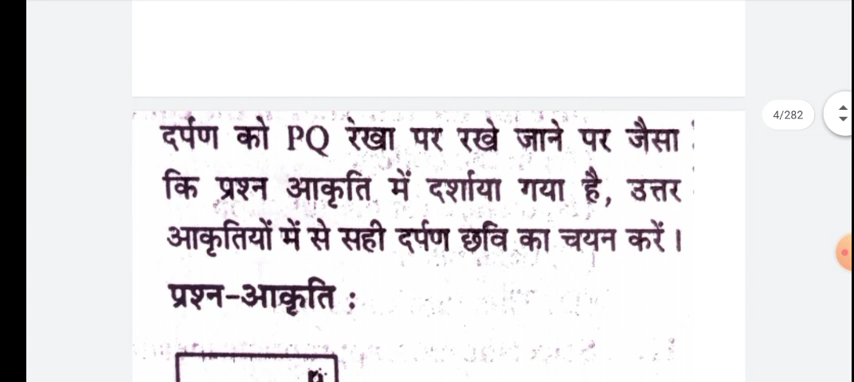 4/282
दर्पण को PQ रेखा पर रखे जाने पर जैसा
कि प्रश्न आकृति में दर्शाया गया है, उत्तर
आकृतियों में से सही दर्पण छवि का चयन करें।
प्रश्न-आकृति :